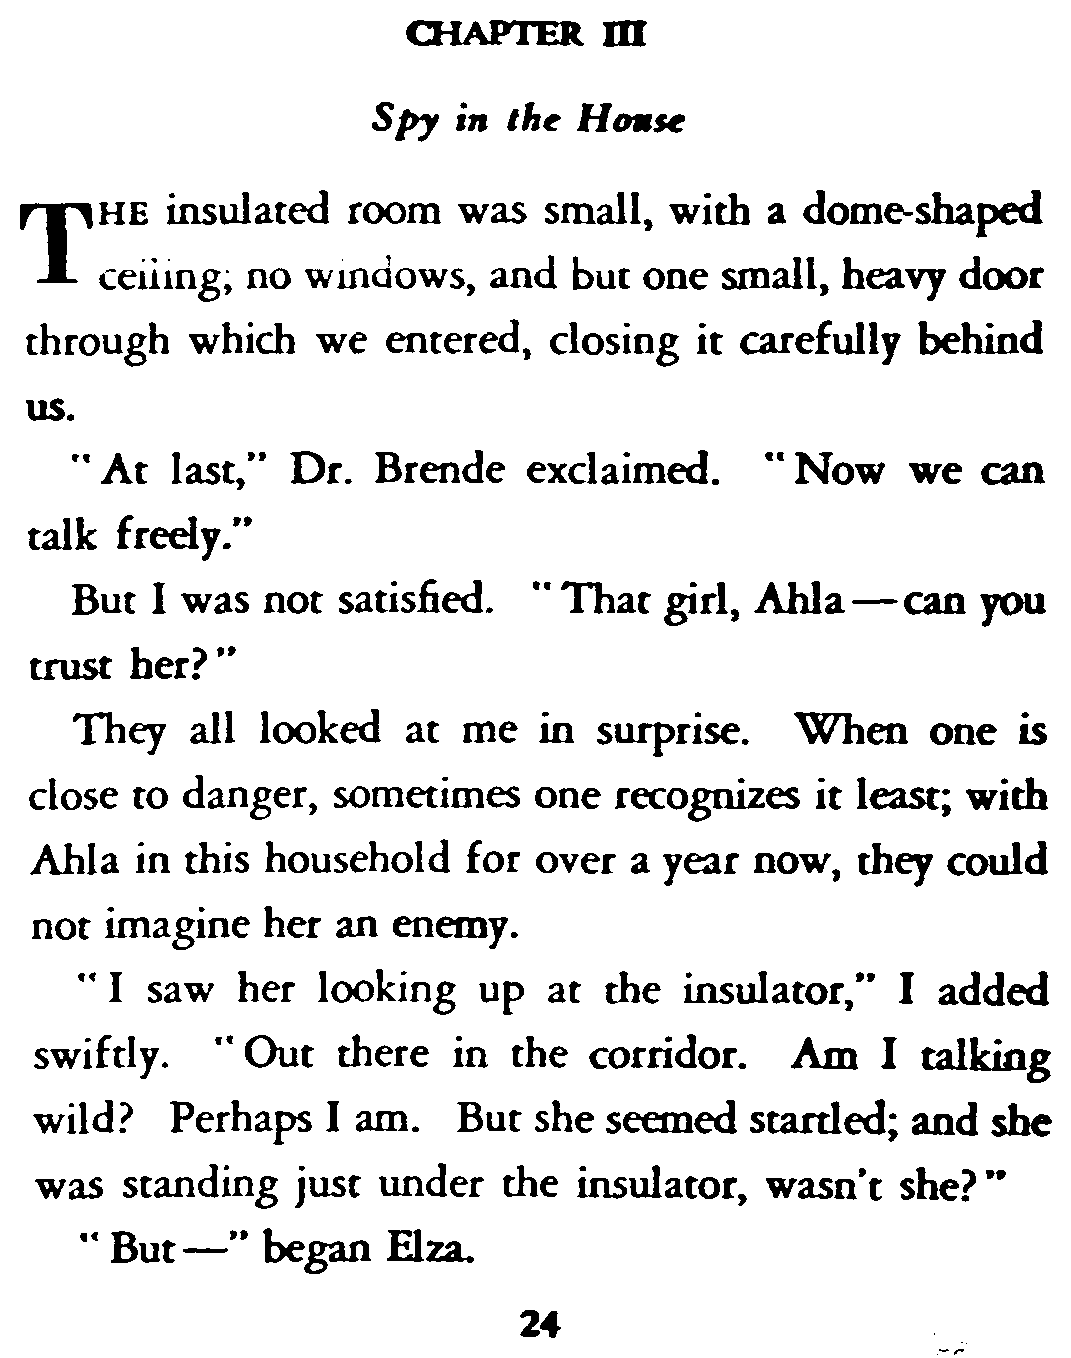 CHAPTER III
Spy in the House
THE insulated room was small, with a dome-shaped
ceiling; no windows, and but one small, heavy door
through which we entered, closing it carefully behind
us.
"At last," Dr. Brende exclaimed. "Now we can
talk freely."
But I was not satisfied. "That girl, Ahla—can you
trust her?"
They all looked at me in surprise. When one is
close to danger, sometimes one recognizes it least; with
Ahla in this household for over a year now, they could
not imagine her an enemy.
"I saw her looking up at the insulator," I added
swiftly. "Out there in the corridor. Am I talking
wild? Perhaps I am. But she seemed startled; and she
was standing just under the insulator, wasn't she?"
"But—" began Elza.
24